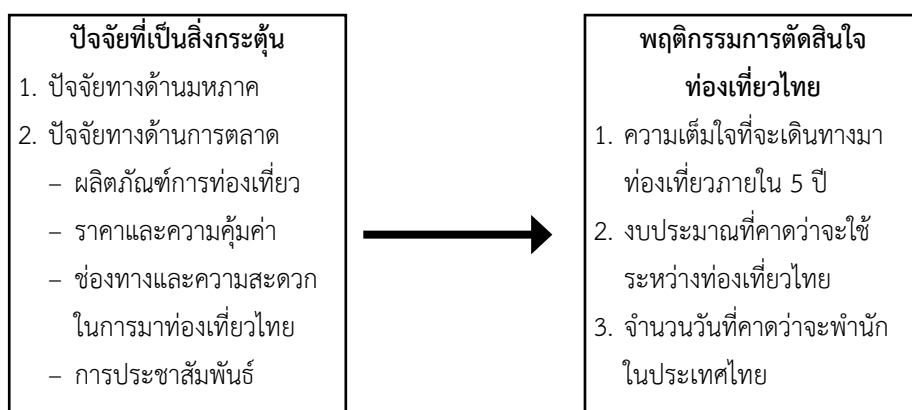 ปัจจัยที่เป็นสิ่งกระตุ้น
1. ปัจจัยทางด้านมหภาค
2. ปัจจัยทางด้านการตลาด
– ผลิตภัณฑ์การท่องเที่ยว
– ราคาและความคุ้มค่า
– ช่องทางและความสะดวก
ในการมาท่องเที่ยวไทย
– การประชาสัมพันธ์
พฤติกรรมการตัดสินใจ
ท่องเที่ยวไทย
1. ความเต็มใจที่จะเดินทางมา
ท่องเที่ยวภายใน 5 ปี
2. งบประมาณที่คาดว่าจะใช้
ระหว่างท่องเที่ยวไทย
3. จำนวนวันที่คาดว่าจะพำนัก
ในประเทศไทย